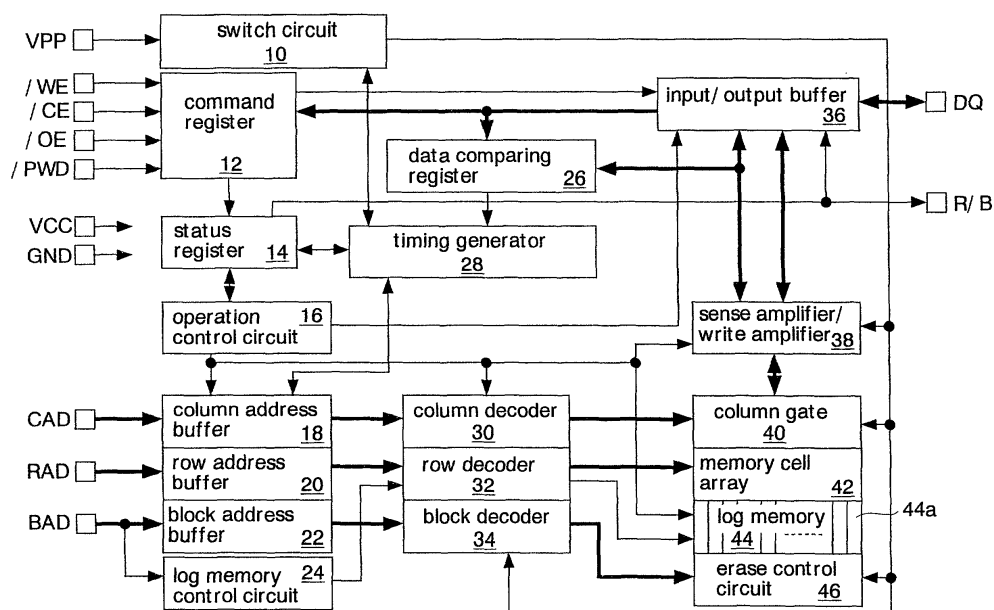 VPP
switch circuit
10
/ WE
/ CE
/ OE
/ PWD
command
register
12
input/ output buffer
36
DQ
data comparing
register
26
R/ B
VCC
GND
status
register
14
timing generator
28
operation
control circuit
16
sense amplifier/
write amplifier
38
CAD
column address
buffer
18
column decoder
30
column gate
40
RAD
row address
buffer
20
row decoder
32
memory cell
array
42
BAD
block address
buffer
22
block decoder
34
log memory
44
44a
log memory
control circuit
24
erase control
circuit
46